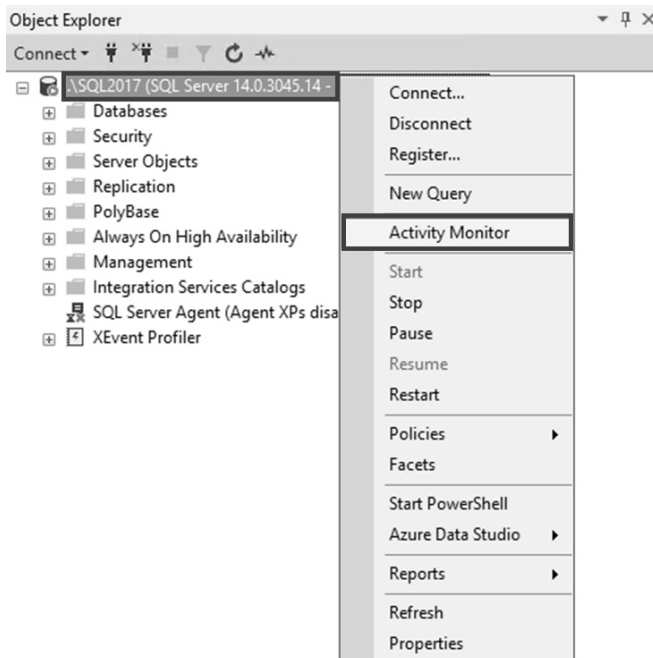 Object Explorer
Connect
.\SQL2017 (SQL Server 14.0.3045.14 -
Databases
Security
Server Objects
Replication
PolyBase
Always On High Availability
Management
Integration Services Catalogs
SQL Server Agent (Agent XPs disa
XEvent Profiler
Connect...
Disconnect
Register...
New Query
Activity Monitor
Start
Stop
Pause
Resume
Restart
Policies
Facets
Start PowerShell
Azure Data Studio
Reports
Refresh
Properties